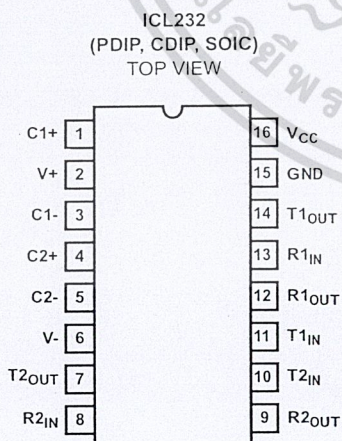 ICL232
(PDIP, CDIP, SOIC)
TOP VIEW
C1+ 1
V+ 2
C1- 3
C2+ 4
C2- 5
V- 6
T2OUT 7
R2IN 8
16 VCC
15 GND
14 T1OUT
13 R1IN
12 R1OUT
11 T1IN
10 T2IN
9 R2OUT